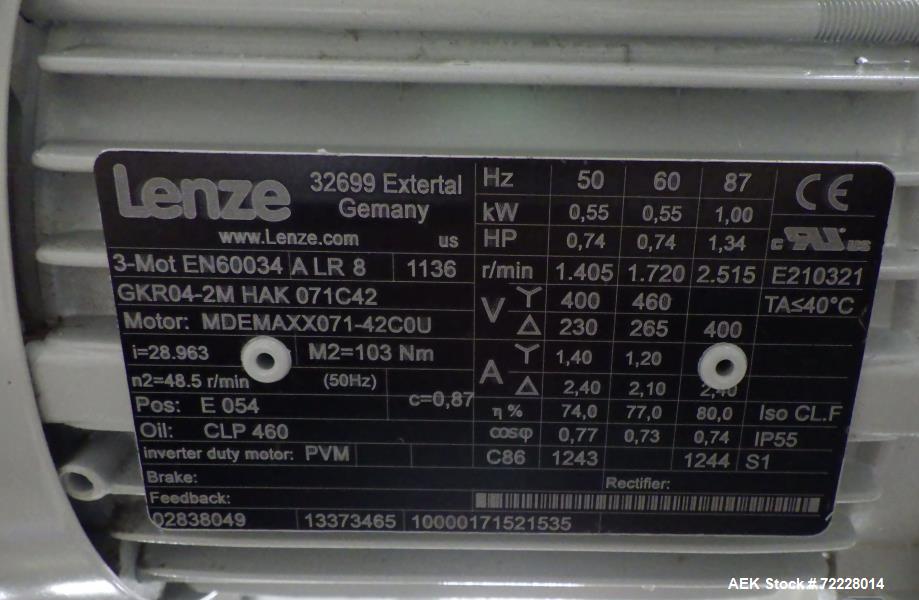 Lenze 32699 Extertal
Gemany
www.Lenze.com us
3-Mot EN60034 A LR 8 1136
GKR04-2M HAK 071C42
Motor: MDEMAXX071-42C0U
i=28.963 M2=103 Nm
n2=48.5 r/min (50Hz)
c=0,87
Pos: E 054
Oil: CLP 460
inverter duty motor: PVM
Brake:
Rectifier:
Feedback:
02838049 13373465 10000171521535
Hz 50 60 87
kW 0,55 0,55 1,00
HP 0,74 0,74 1,34
r/min 1.405 1.720 2.515
V Y 400 460
Δ 230 265 400
A Y 1,40 1,20
Δ 2,40 2,10 2,40
η % 74,0 77,0 80,0
cosφ 0,77 0,73 0,74
C86 1243 1244
CE
c UL us
E210321
TA≤40°C
Iso CL.F
IP55
S1
AEK Stock #72228014